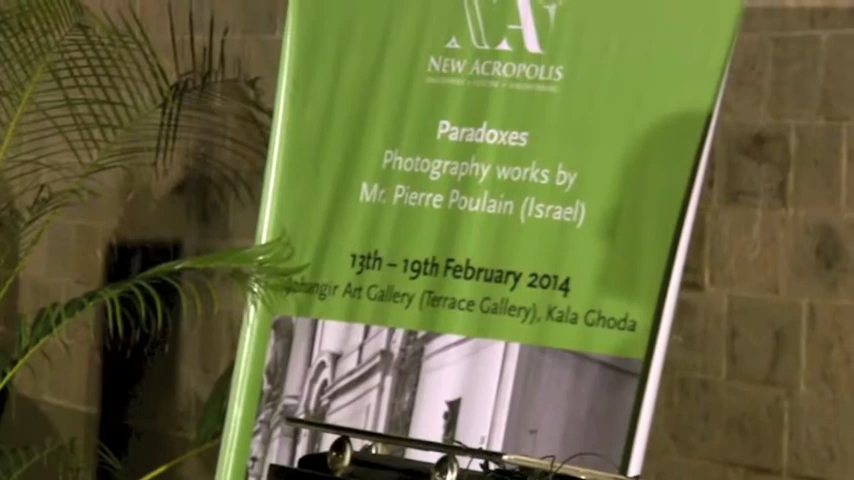 NEW ACROPOLIS
Paradoxes
Photography works by
Mr. Pierre Poulain (Israel)
13th – 19th February 2014
Jehangir Art Gallery (Terrace Gallery), Kala Ghoda